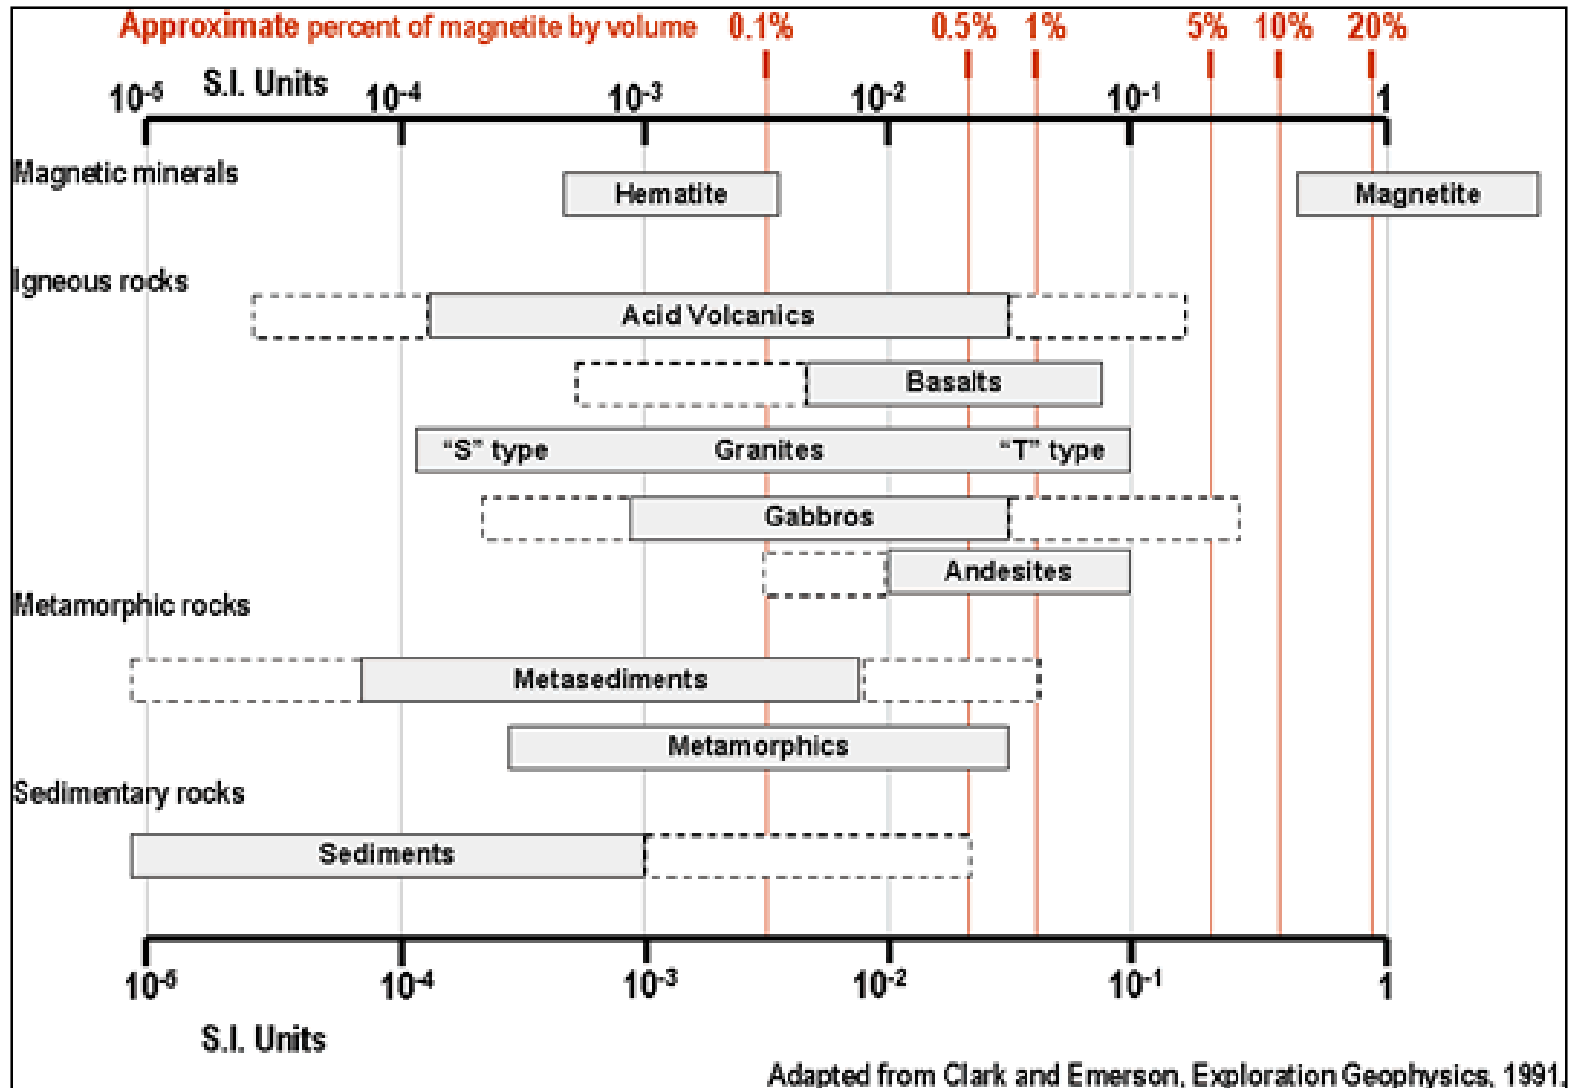 Approximate percent of magnetite by volume 0.1% 0.5% 1% 5% 10% 20%
10⁻⁵ S.I. Units 10⁻⁴ 10⁻³ 10⁻² 10⁻¹ 1
Magnetic minerals
Hematite Magnetite
Igneous rocks
Acid Volcanics
Basalts
“S” type Granites “T” type
Gabbros
Andesites
Metamorphic rocks
Metasediments
Metamorphics
Sedimentary rocks
Sediments
10⁻⁵ 10⁻⁴ 10⁻³ 10⁻² 10⁻¹ 1
S.I. Units
Adapted from Clark and Emerson, Exploration Geophysics, 1991.